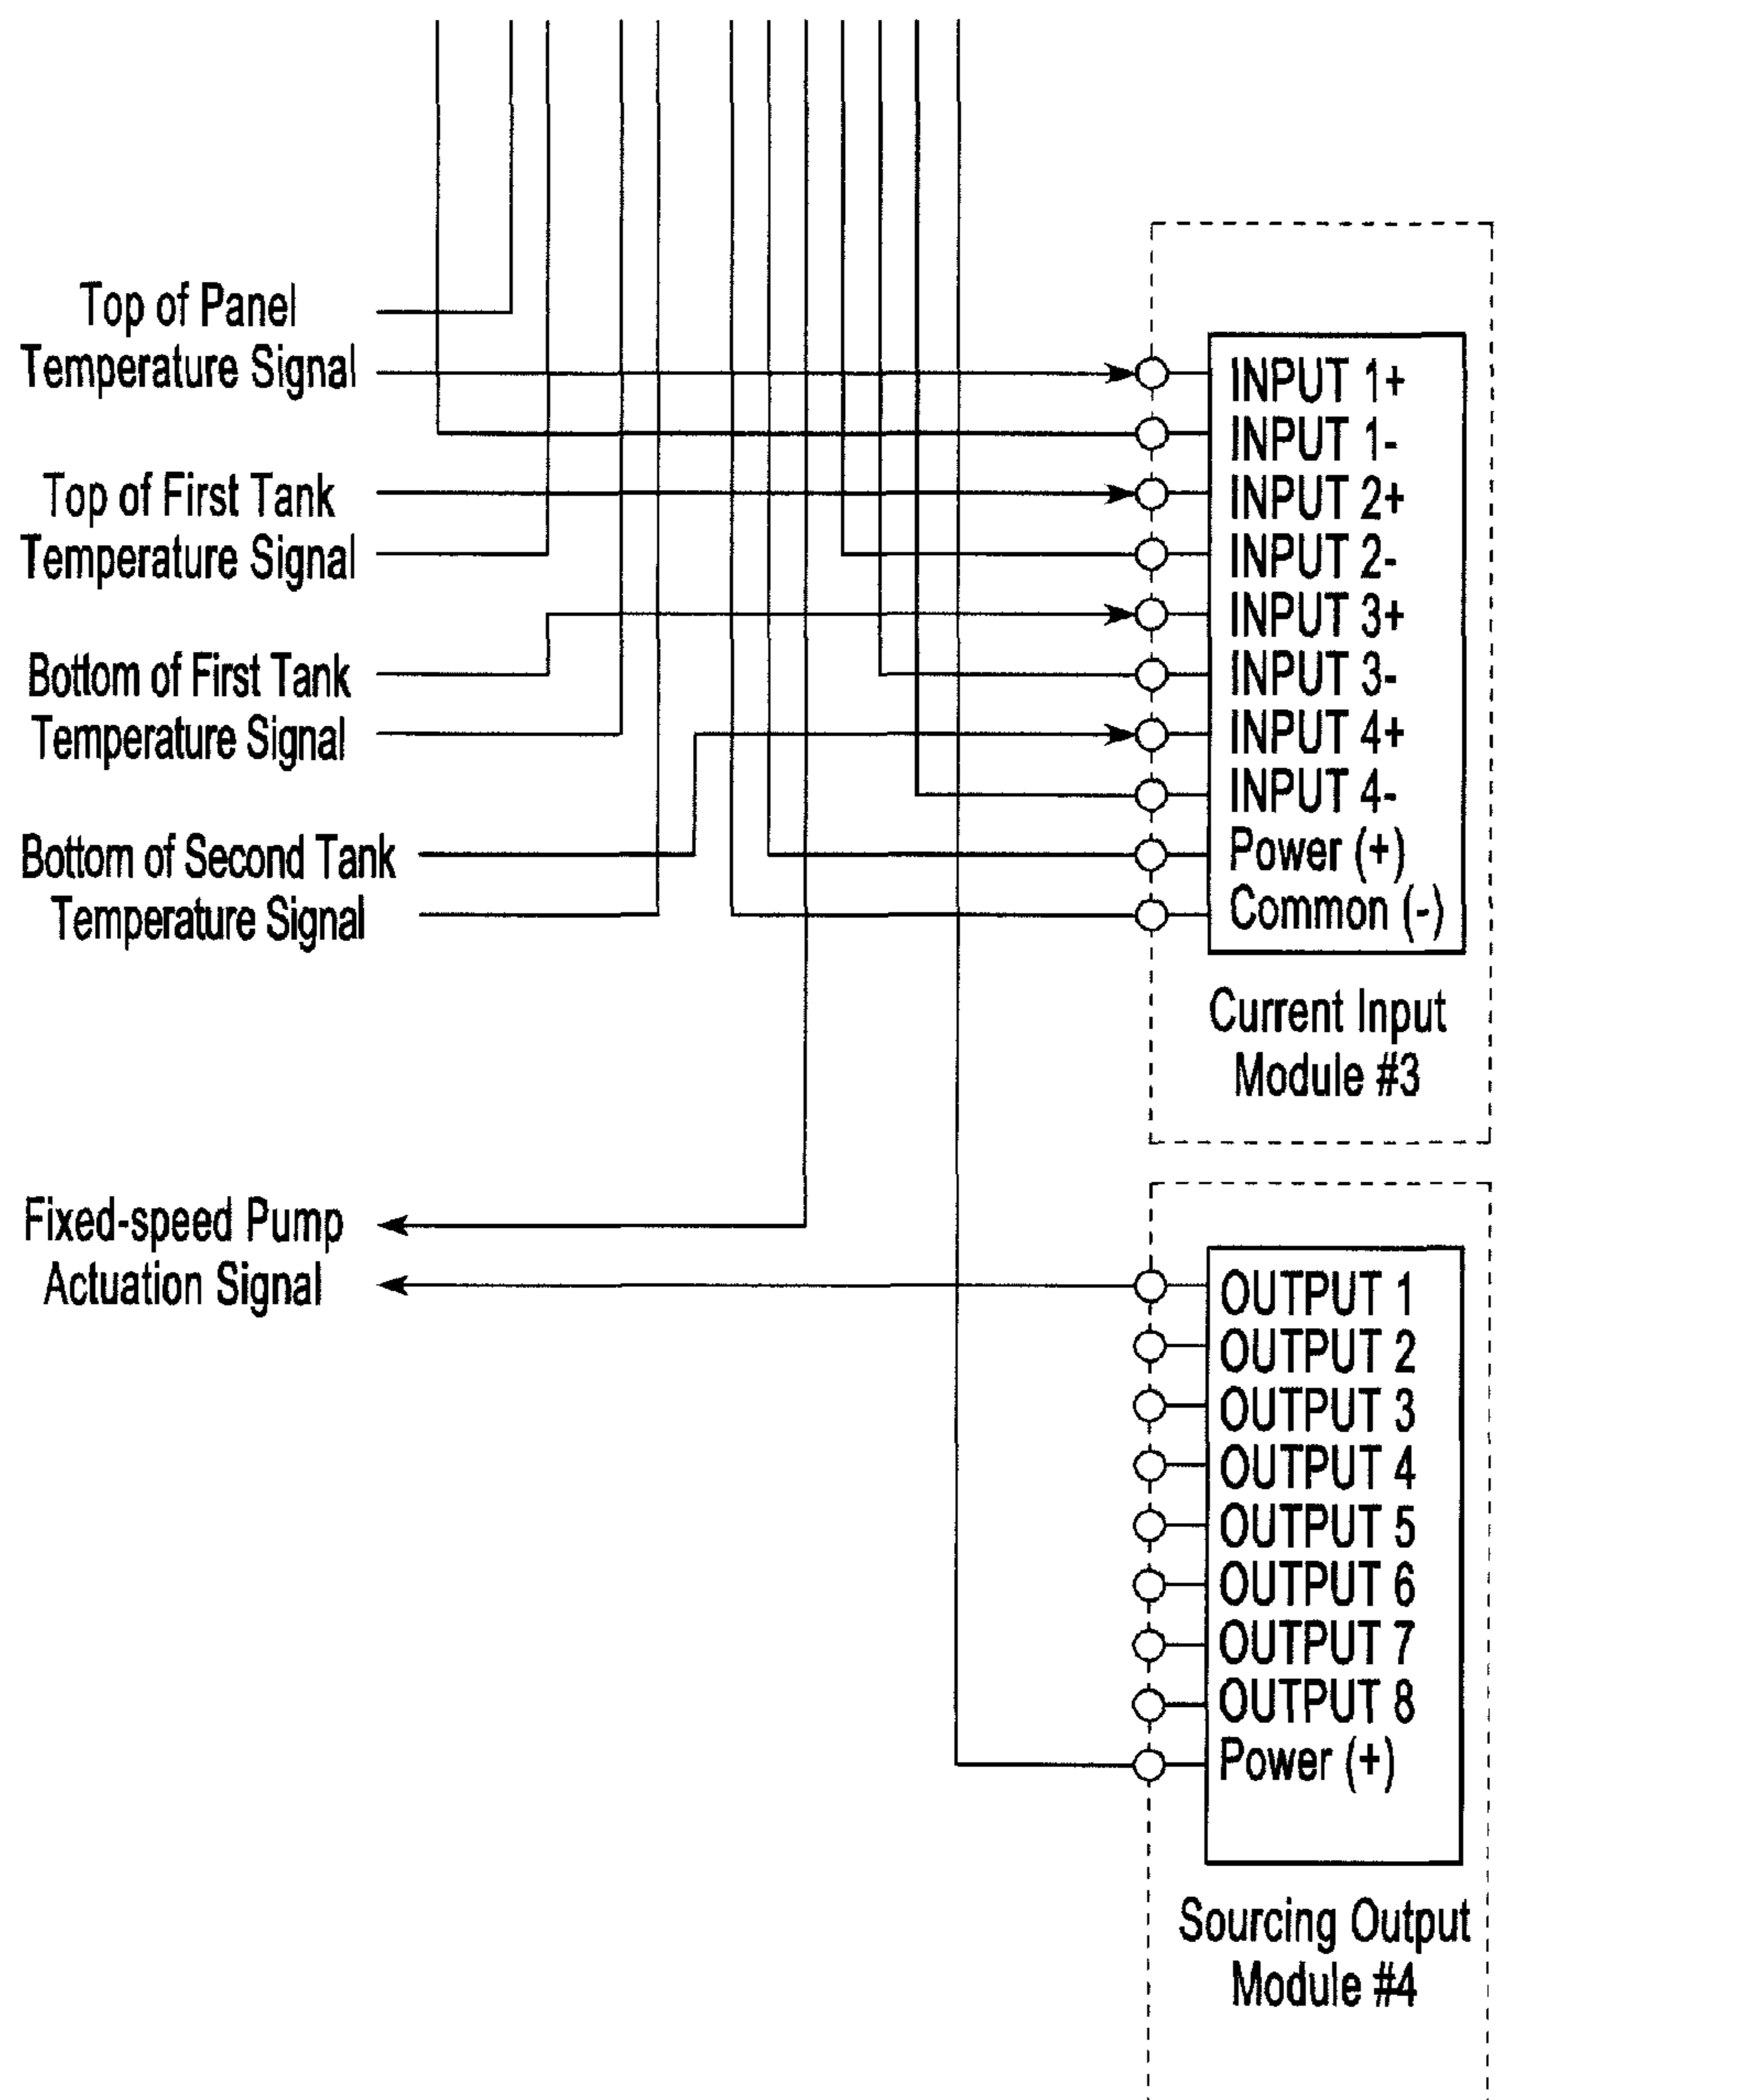 Top of Panel
Temperature Signal
Top of First Tank
Temperature Signal
Bottom of First Tank
Temperature Signal
Bottom of Second Tank
Temperature Signal
INPUT 1+
INPUT 1-
INPUT 2+
INPUT 2-
INPUT 3+
INPUT 3-
INPUT 4+
INPUT 4-
Power (+)
Common (-)
Current Input
Module #3
Fixed-speed Pump
Actuation Signal
OUTPUT 1
OUTPUT 2
OUTPUT 3
OUTPUT 4
OUTPUT 5
OUTPUT 6
OUTPUT 7
OUTPUT 8
Power (+)
Sourcing Output
Module #4